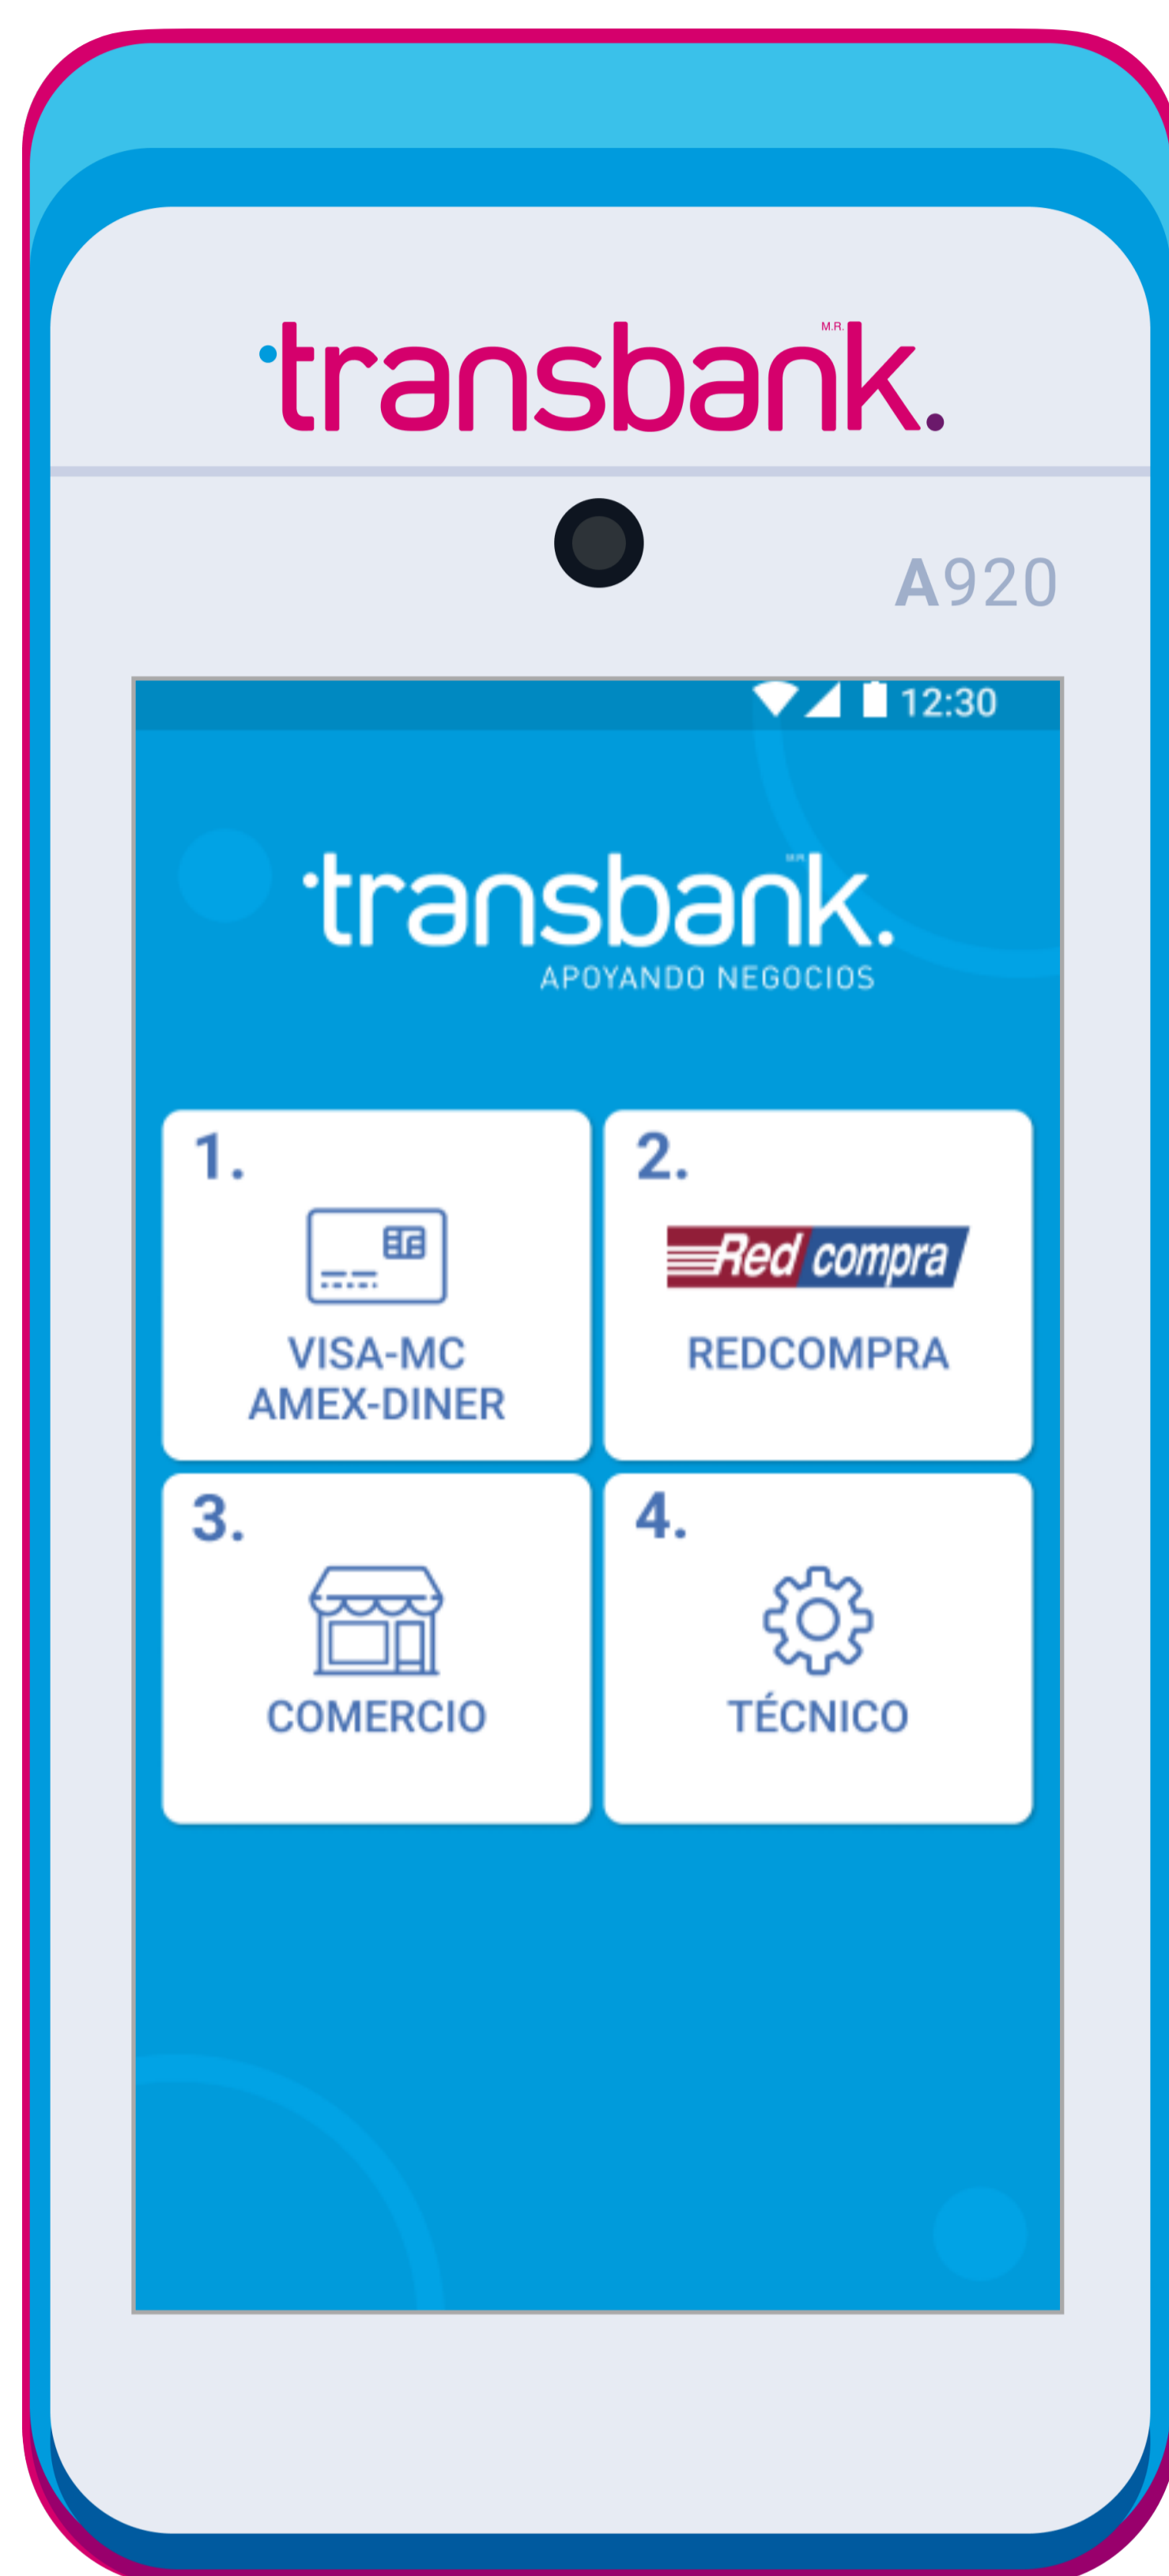 transbank.
M.R.
A920
12:30
transbank.
M.R.
APOYANDO NEGOCIOS
1.
VISA-MC
AMEX-DINER
2.
Red compra
REDCOMPRA
3.
COMERCIO
4.
TÉCNICO